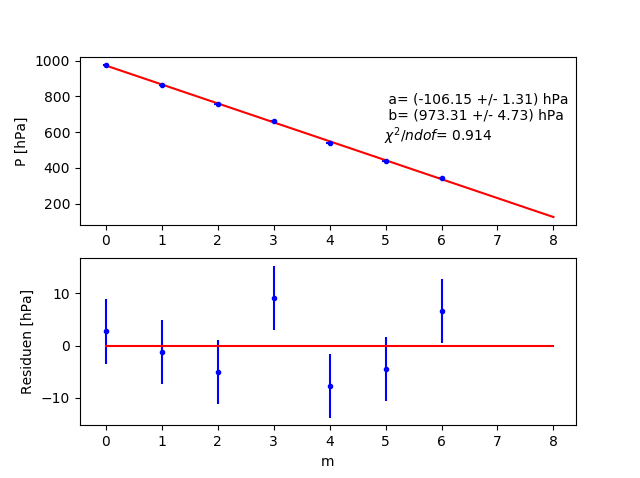 1000
800
600
400
200
P [hPa]
a= (-106.15 +/- 1.31) hPa
b= (973.31 +/- 4.73) hPa
χ²/ndof= 0.914
0 1 2 3 4 5 6 7 8
10
0
−10
Residuen [hPa]
0 1 2 3 4 5 6 7 8
m